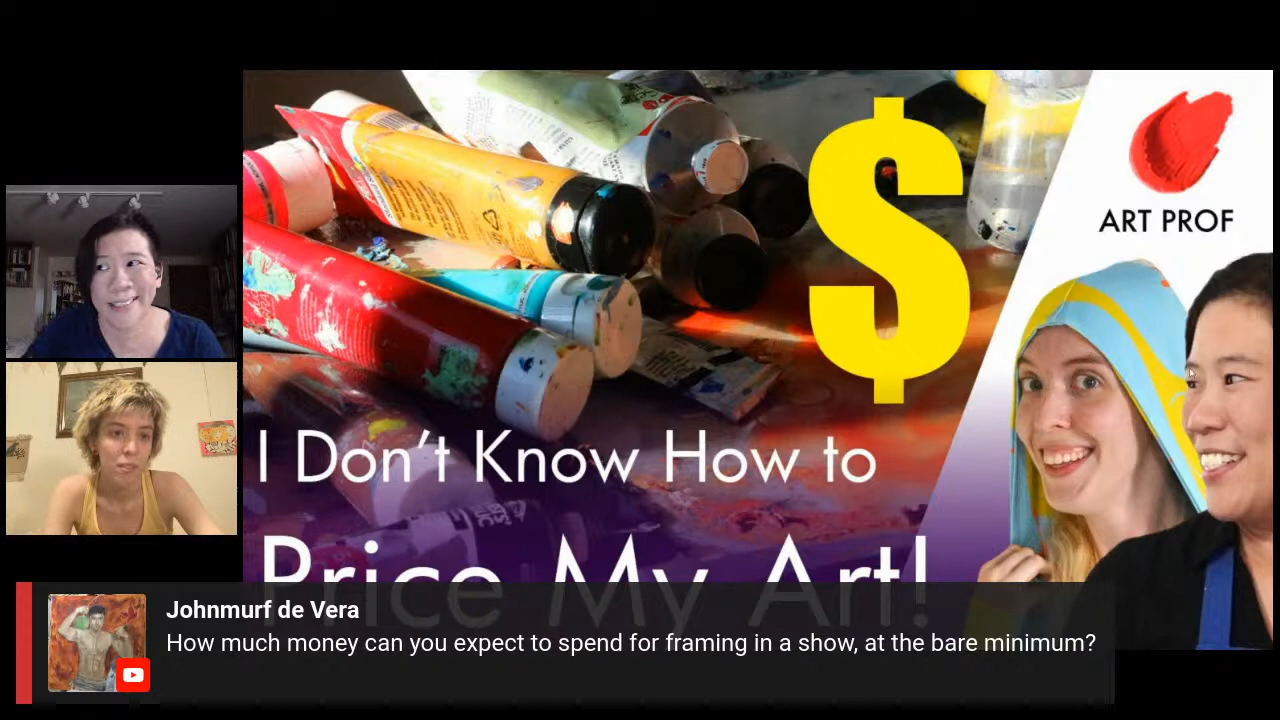 $
ART PROF
I Don't Know How to
Price My Art!
Johnmurf de Vera
How much money can you expect to spend for framing in a show, at the bare minimum?